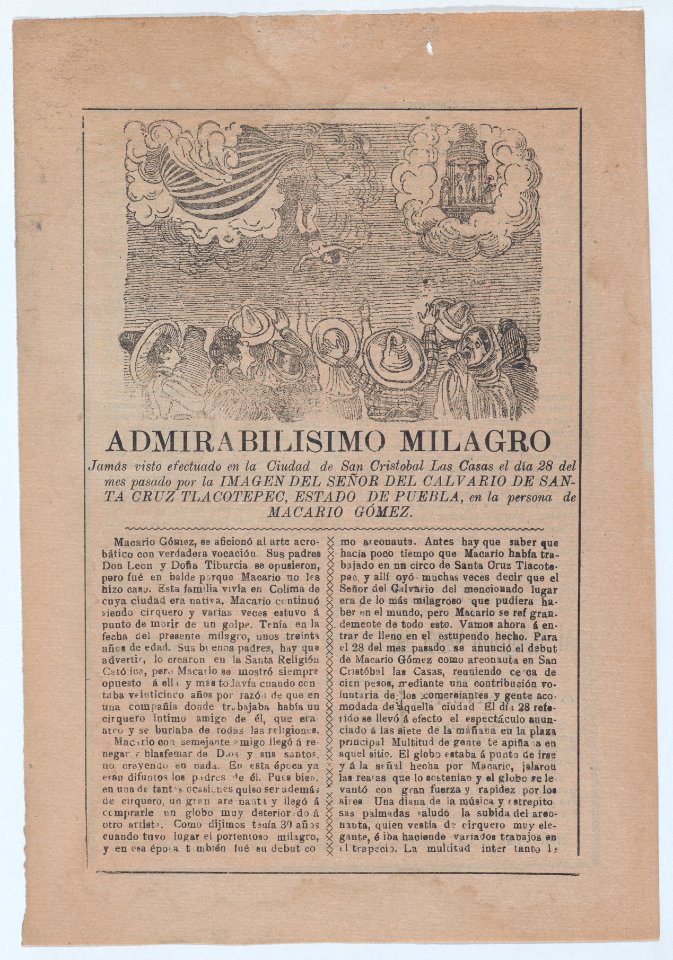 ADMIRABILISIMO MILAGRO
Jamás visto efectuado en la Ciudad de San Cristobal Las Casas el dia 28 del
mes pasado por la IMAGEN DEL SEÑOR DEL CALVARIO DE SAN-
TA CRUZ TLACOTEPEC, ESTADO DE PUEBLA, en la persona de
MACARIO GÓMEZ.
Macario Gómez, se aficionó al arte acro-
bático con verdadera vocación. Sus padres
Don Leon y Doña Tiburcia se opusieron,
pero fué en balde porque Macario no les
hizo caso. Esta familia vivía en Colima de
cuya ciudad era nativa. Macario continuó
siendo cirquero y varias veces estuvo á
punto de morir de un golpe. Tenía en la
fecha del presente milagro, unos treinta
años de edad. Sus buenos padres, hay que
advertir, lo crearon en la Santa Religión
Católica, pero Macario se mostró siempre
opuesto á ella y más todavía cuando con
taba veinticinco años por razón de que en
una compañía donde trabajaba había un
cirquero intimo amigo de él, que era
ateo y se burlaba de todas las religiones.
Macario con semejante amigo llegó á re-
negar é blasfemar de Dios y sus santos,
no creyendo en nada. En esta época ya
eran difuntos los padres de él. Pues bien,
en una de tantas ocasiones quiso ser además
de cirquero, un gran areonauta y llegó á
comprarle un globo muy deteriorado á
otro artista. Como dijimos tenía 30 años
cuando tuvo lugar el portentoso milagro,
y en esa época también fué su debut co
mo areonauta. Antes hay que saber que
hacía poco tiempo que Macario había tra-
bajado en un circo de Santa Cruz Tlacote-
pec, y allí oyó muchas veces decir que el
Señor del Calvario del mencionado lugar
era de lo más milagroso que pudiera ha-
ber en el mundo, pero Macario se ref gran-
demente de todo esto. Vamos ahora á en-
trar de lleno en el estupendo hecho. Para
el 28 del mes pasado se anunció el debut
de Macario Gómez como areonauta en San
Cristóbal las Casas, reuniendo cerca de
cien pesos, mediante una contribución vo-
luntaria de los comerciantes y gente aco-
modada de aquella ciudad El día 28 refe-
rido se llevó á efecto el espectáculo anun-
ciado á las siete de la mañana en la plaza
principal Multitud de gente se apiñaba en
aquel sitio. El globo estaba á punto de irse
y á la señal hecha por Macario, jalaron
las reatas que lo sostenían y el globo se le-
vantó con gran fuerza y rapidez por los
aires Una diana de la música y estrepito
sas palmadas saludó la subida del areo-
nauta, quien vestía de cirquero muy ele-
gante, é iba haciendo variados trabajos en
el trapecio. La multitud inter tanto